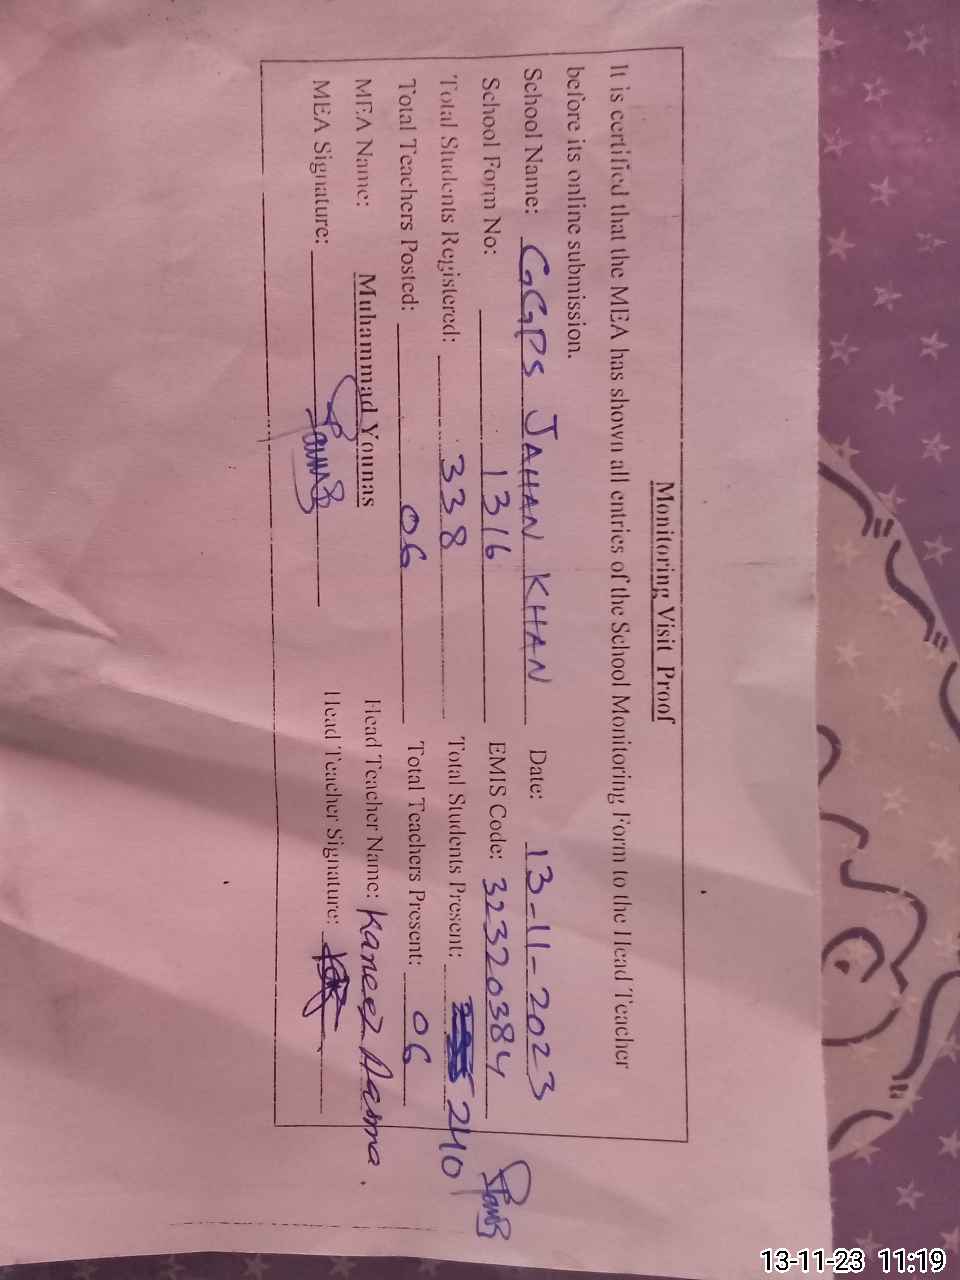 Monitoring Visit Proof
It is certified that the MEA has shown all entries of the School Monitoring Form to the Head Teacher
before its online submission.
School Name: GGPS JAHAN KHAN Date: 13-11-2023
School Form No: 1316 EMIS Code: 32320384
Total Students Registered: 338 Total Students Present: 240
Total Teachers Posted: 06 Total Teachers Present: 06
MEA Name: Muhammad Younas Head Teacher Name: Kaneez Asma.
MEA Signature: Head Teacher Signature:
13-11-23 11:19